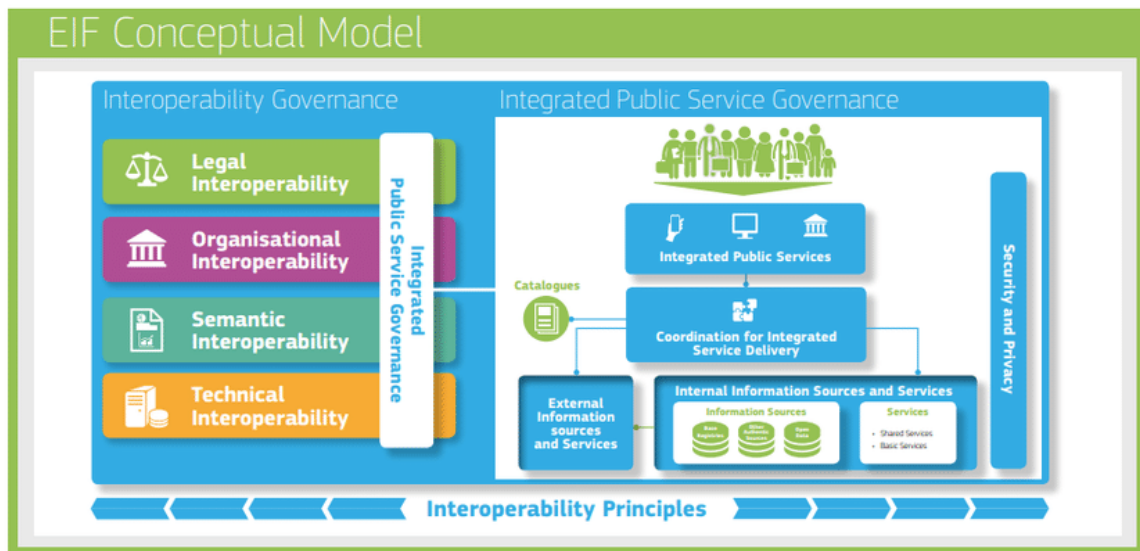 EIF Conceptual Model
Interoperability Governance
Integrated Public Service Governance
Legal
Interoperability
Organisational
Interoperability
Semantic
Interoperability
Technical
Interoperability
Integrated
Public Service Governance
Integrated Public Services
Catalogues
Coordination for Integrated
Service Delivery
External
Information
sources
and Services
Internal Information Sources and Services
Information Sources
Base
Registries
Other
Authentic
Sources
Open
Data
Services
• Shared Services
• Basic Services
Security and Privacy
Interoperability Principles